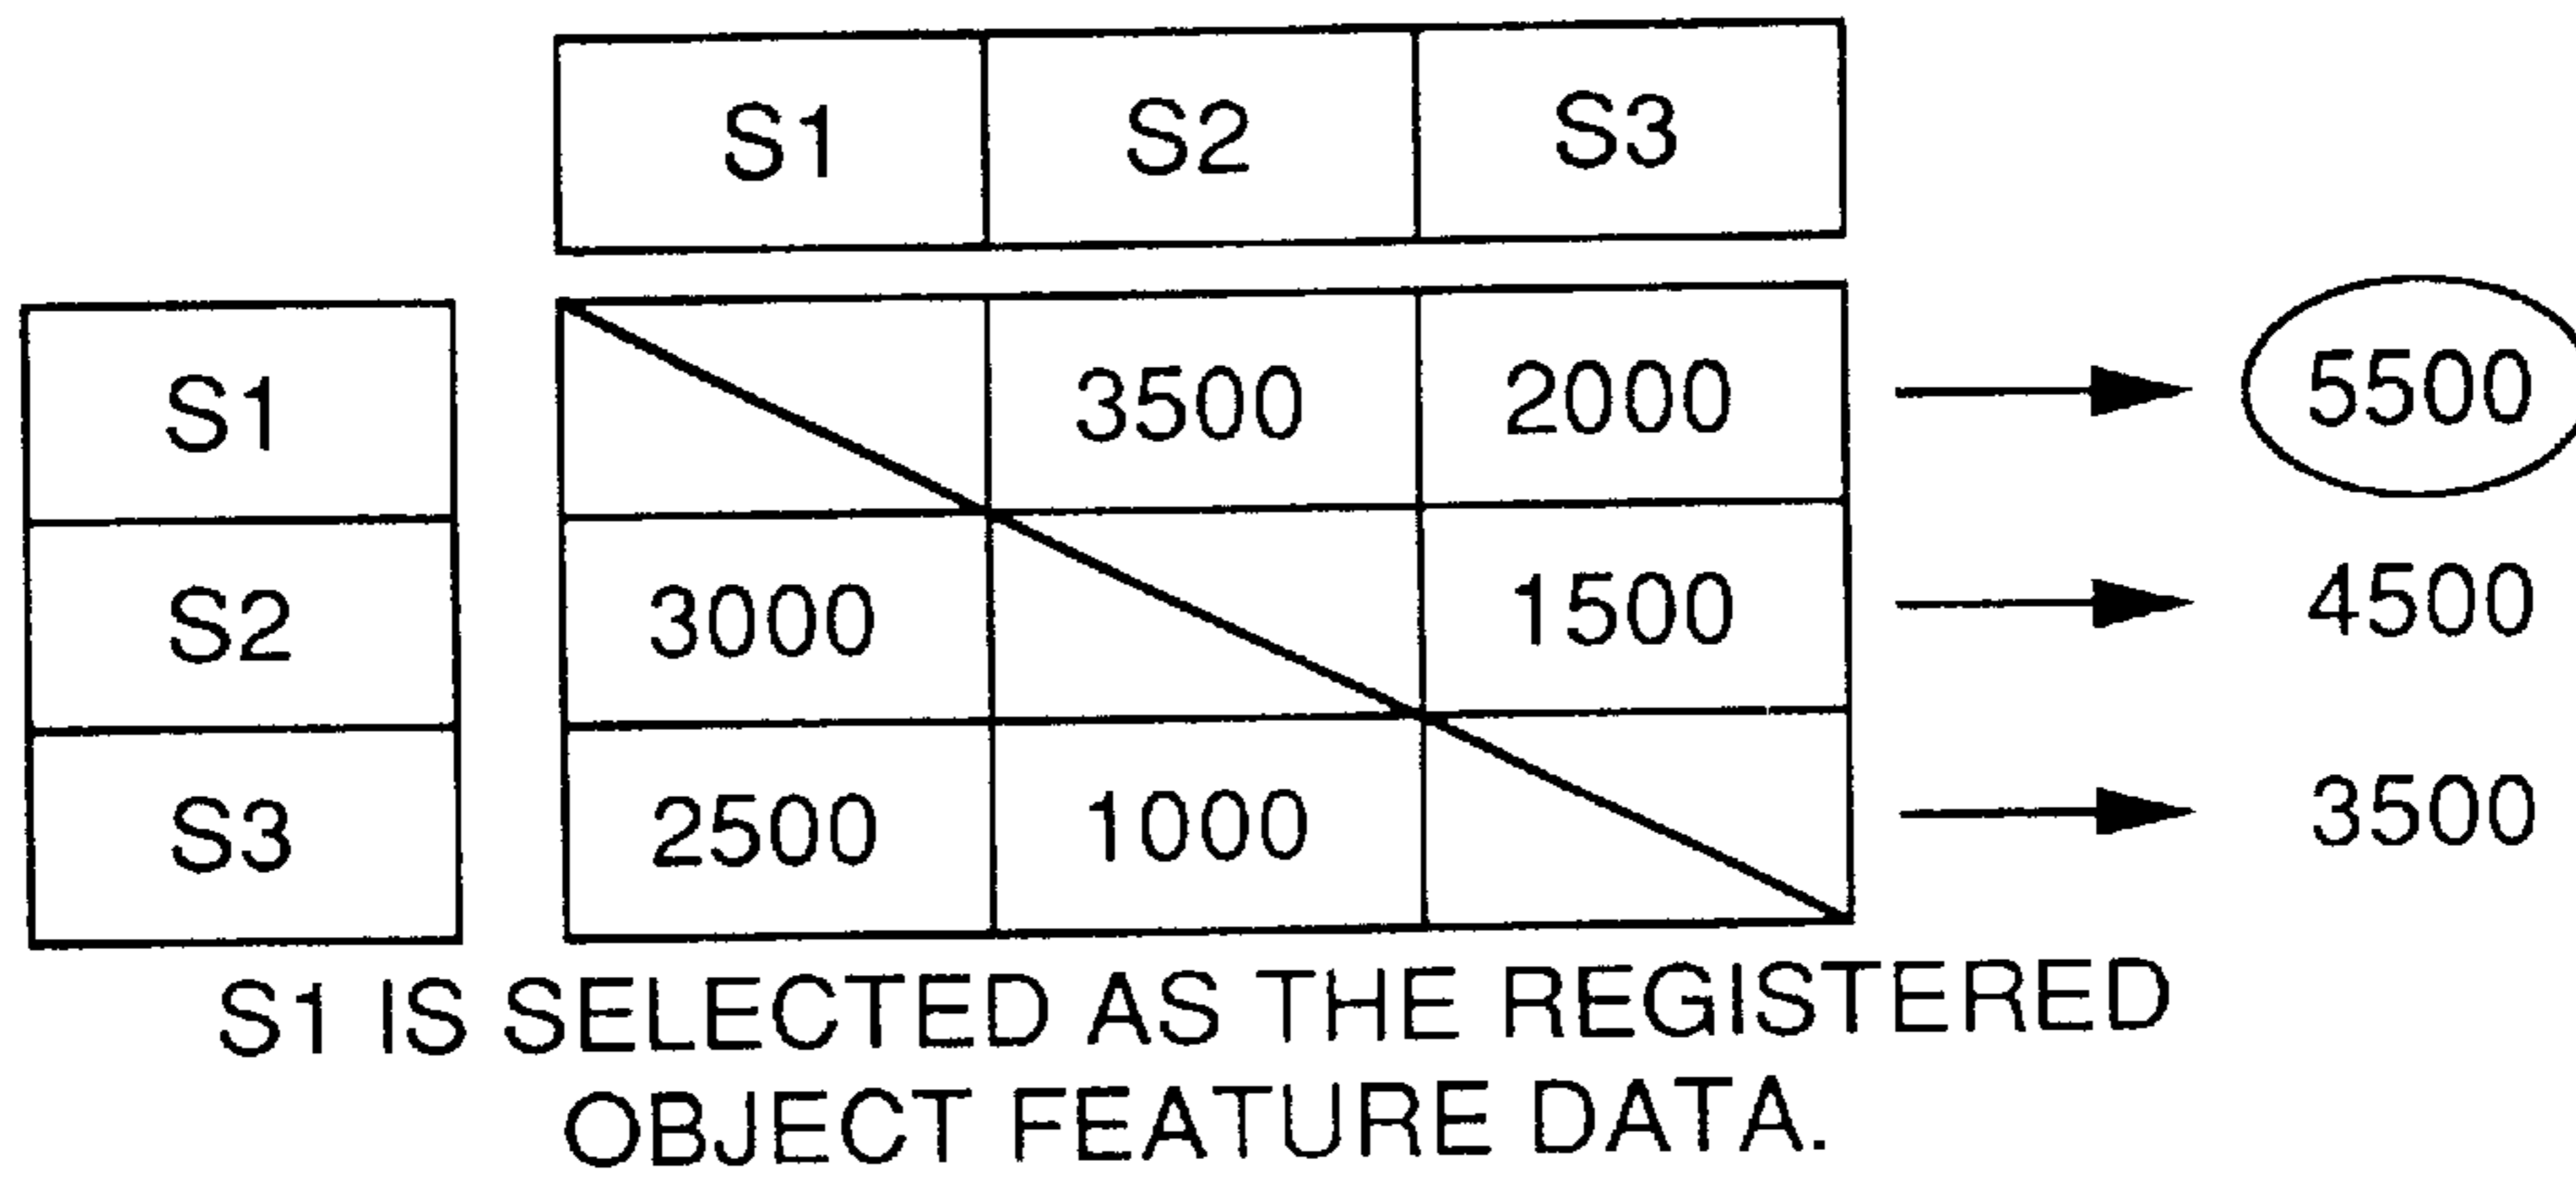 S1 S2 S3
S1 3500 2000 5500
S2 3000 1500 4500
S3 2500 1000 3500
S1 IS SELECTED AS THE REGISTERED
OBJECT FEATURE DATA.